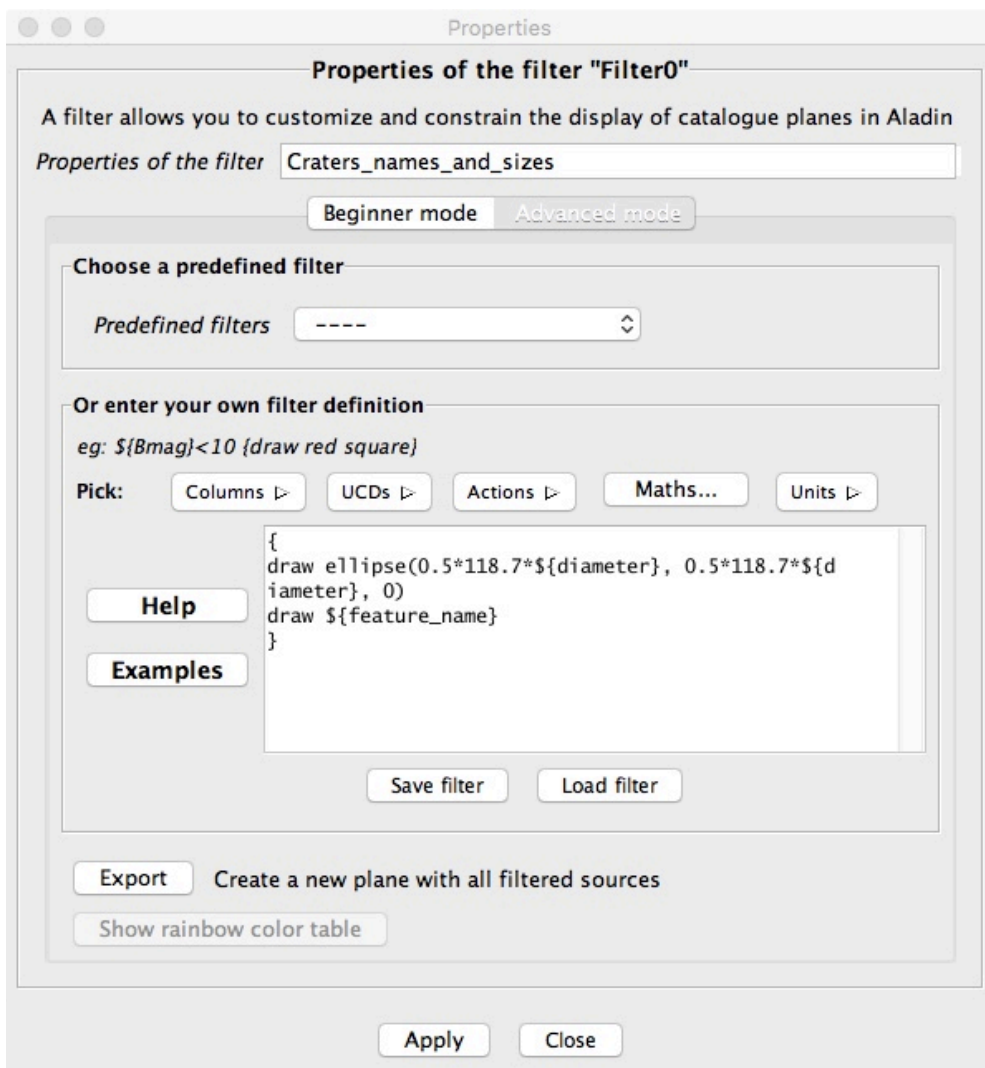 Properties
Properties of the filter "Filter0"
A filter allows you to customize and constrain the display of catalogue planes in Aladin
Properties of the filter Craters_names_and_sizes
Beginner mode Advanced mode
Choose a predefined filter
Predefined filters ----
Or enter your own filter definition
eg: ${Bmag}<10 {draw red square}
Pick: Columns ▷ UCDs ▷ Actions ▷ Maths... Units ▷
{
draw ellipse(0.5*118.7*${diameter}, 0.5*118.7*${d
iameter}, 0)
draw ${feature_name}
}
Help
Examples
Save filter Load filter
Export Create a new plane with all filtered sources
Show rainbow color table
Apply Close